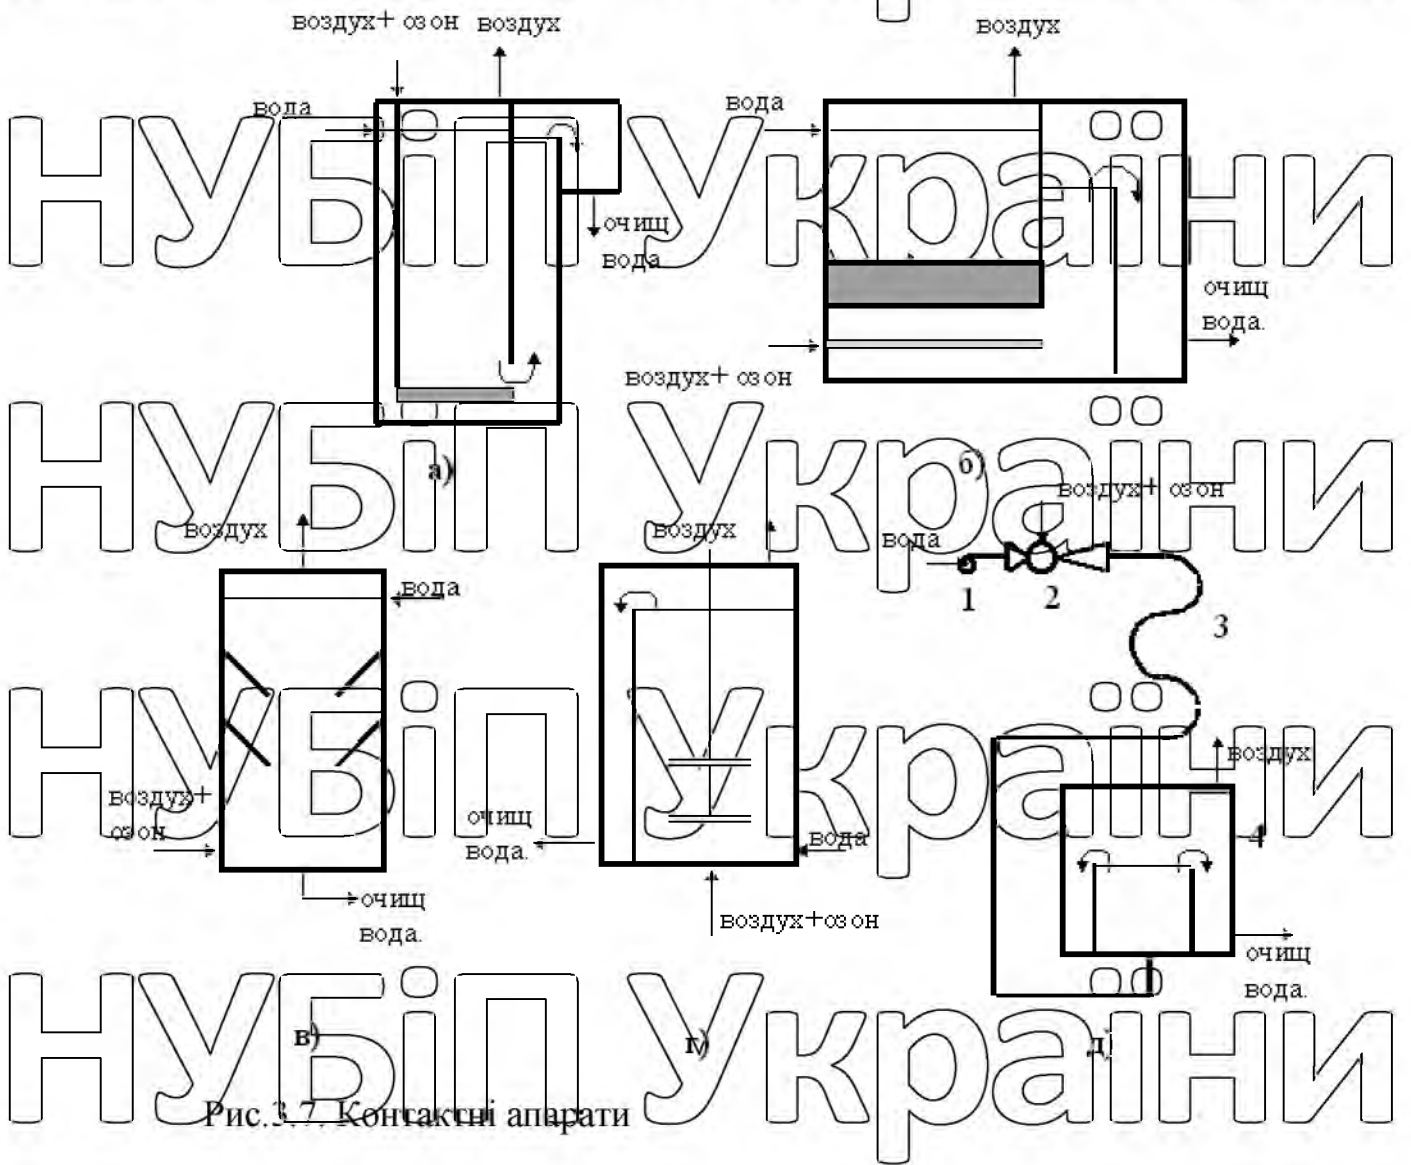 воздух+ озон воздух
воздух
вода
вода
очищ
вода
очищ
вода.
воздух+ озон
а)
б)
воздух
воздух
воздух+ озон
вода
вода
1
2
3
воздух+
озон
воздух
очищ
вода.
вода
4
очищ
вода.
воздух+озон
очищ
вода.
в)
г)
д)
Рис.3.7. Контактні апарати
НУБіП України
НУБіП України
НУБіП України
НУБіП України